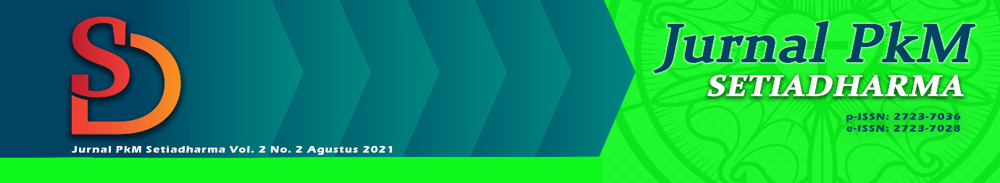 SD
Jurnal PkM Setiadharma Vol. 2 No. 2 Agustus 2021
Jurnal PkM
SETIADHARMA
p-ISSN: 2723-7036
e-ISSN: 2723-7028